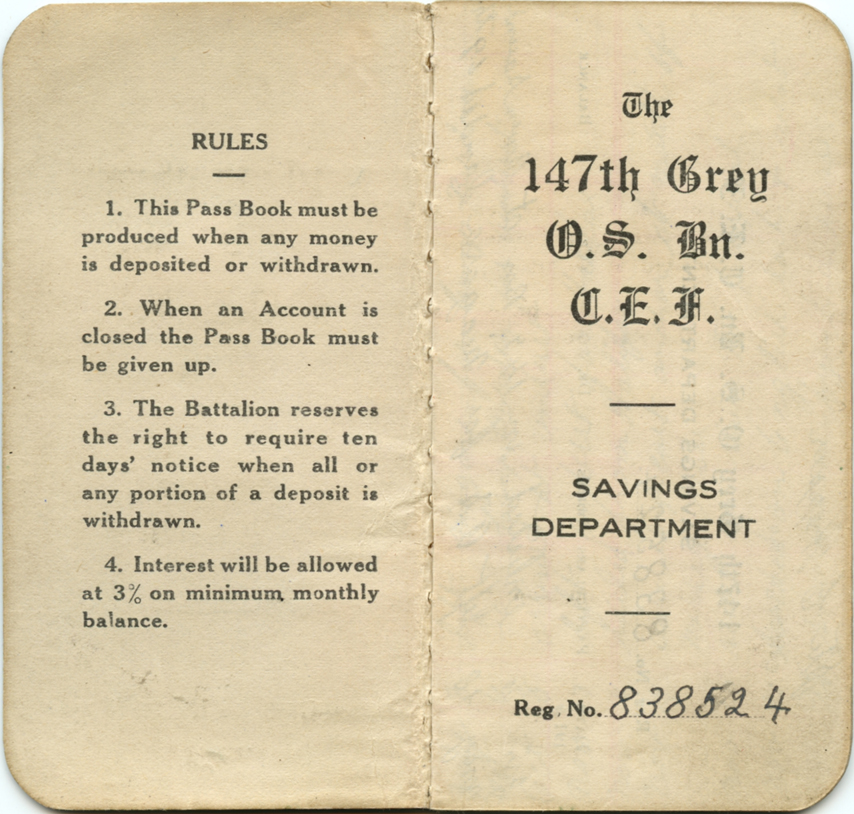 RULES
1. This Pass Book must be
produced when any money
is deposited or withdrawn.
2. When an Account is
closed the Pass Book must
be given up.
3. The Battalion reserves
the right to require ten
days' notice when all or
any portion of a deposit is
withdrawn.
4. Interest will be allowed
at 3% on minimum monthly
balance.
The
147th Grey
O.S. Bn.
C.E.F.
SAVINGS
DEPARTMENT
Reg. No. 838524